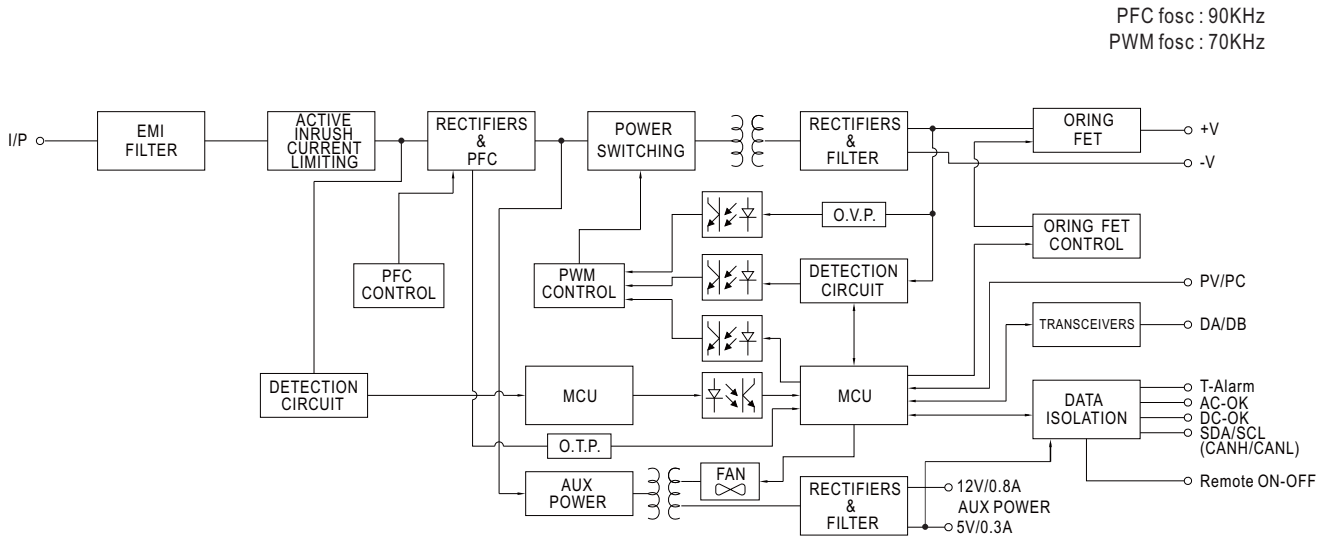 PFC fosc : 90KHz
PWM fosc : 70KHz
I/P
EMI
FILTER
ACTIVE
INRUSH
CURRENT
LIMITING
RECTIFIERS
&
PFC
POWER
SWITCHING
RECTIFIERS
&
FILTER
ORING
FET
+V
-V
O.V.P.
ORING FET
CONTROL
PFC
CONTROL
PWM
CONTROL
DETECTION
CIRCUIT
PV/PC
TRANSCEIVERS
DA/DB
DETECTION
CIRCUIT
MCU
MCU
DATA
ISOLATION
T-Alarm
AC-OK
DC-OK
SDA/SCL
(CANH/CANL)
O.T.P.
Remote ON-OFF
AUX
POWER
FAN
RECTIFIERS
&
FILTER
12V/0.8A
AUX POWER
5V/0.3A